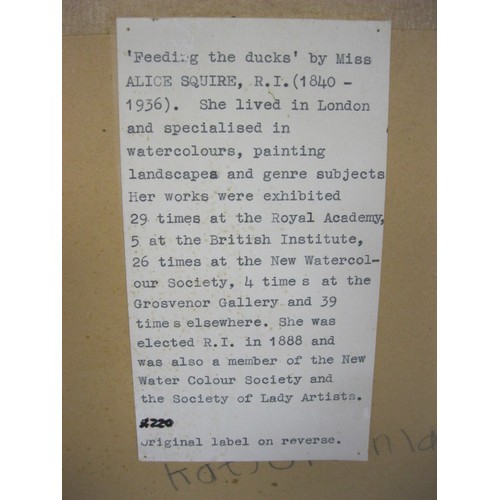 'Feeding the ducks' by Miss
ALICE SQUIRE, R.I.(1840 -
1936). She lived in London
and specialised in
watercolours, painting
landscapes and genre subjects
Her works were exhibited
29 times at the Royal Academy,
5 at the British Institute,
26 times at the New Watercol-
our Society, 4 times at the
Grosvenor Gallery and 39
times elsewhere. She was
elected R.I. in 1888 and
was also a member of the New
Water Colour Society and
the Society of Lady Artists.
£220
Original label on reverse.